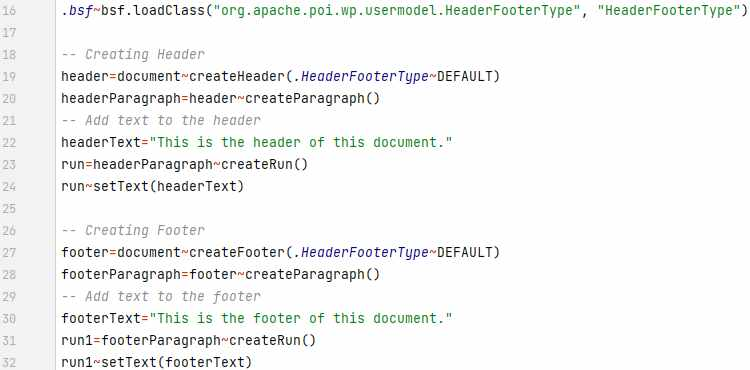 16 .bsf~bsf.loadClass("org.apache.poi.wp.usermodel.HeaderFooterType", "HeaderFooterType")
17
18 -- Creating Header
19 header=document~createHeader(.HeaderFooterType~DEFAULT)
20 headerParagraph=header~createParagraph()
21 -- Add text to the header
22 headerText="This is the header of this document."
23 run=headerParagraph~createRun()
24 run~setText(headerText)
25
26 -- Creating Footer
27 footer=document~createFooter(.HeaderFooterType~DEFAULT)
28 footerParagraph=footer~createParagraph()
29 -- Add text to the footer
30 footerText="This is the footer of this document."
31 run1=footerParagraph~createRun()
32 run1~setText(footerText)